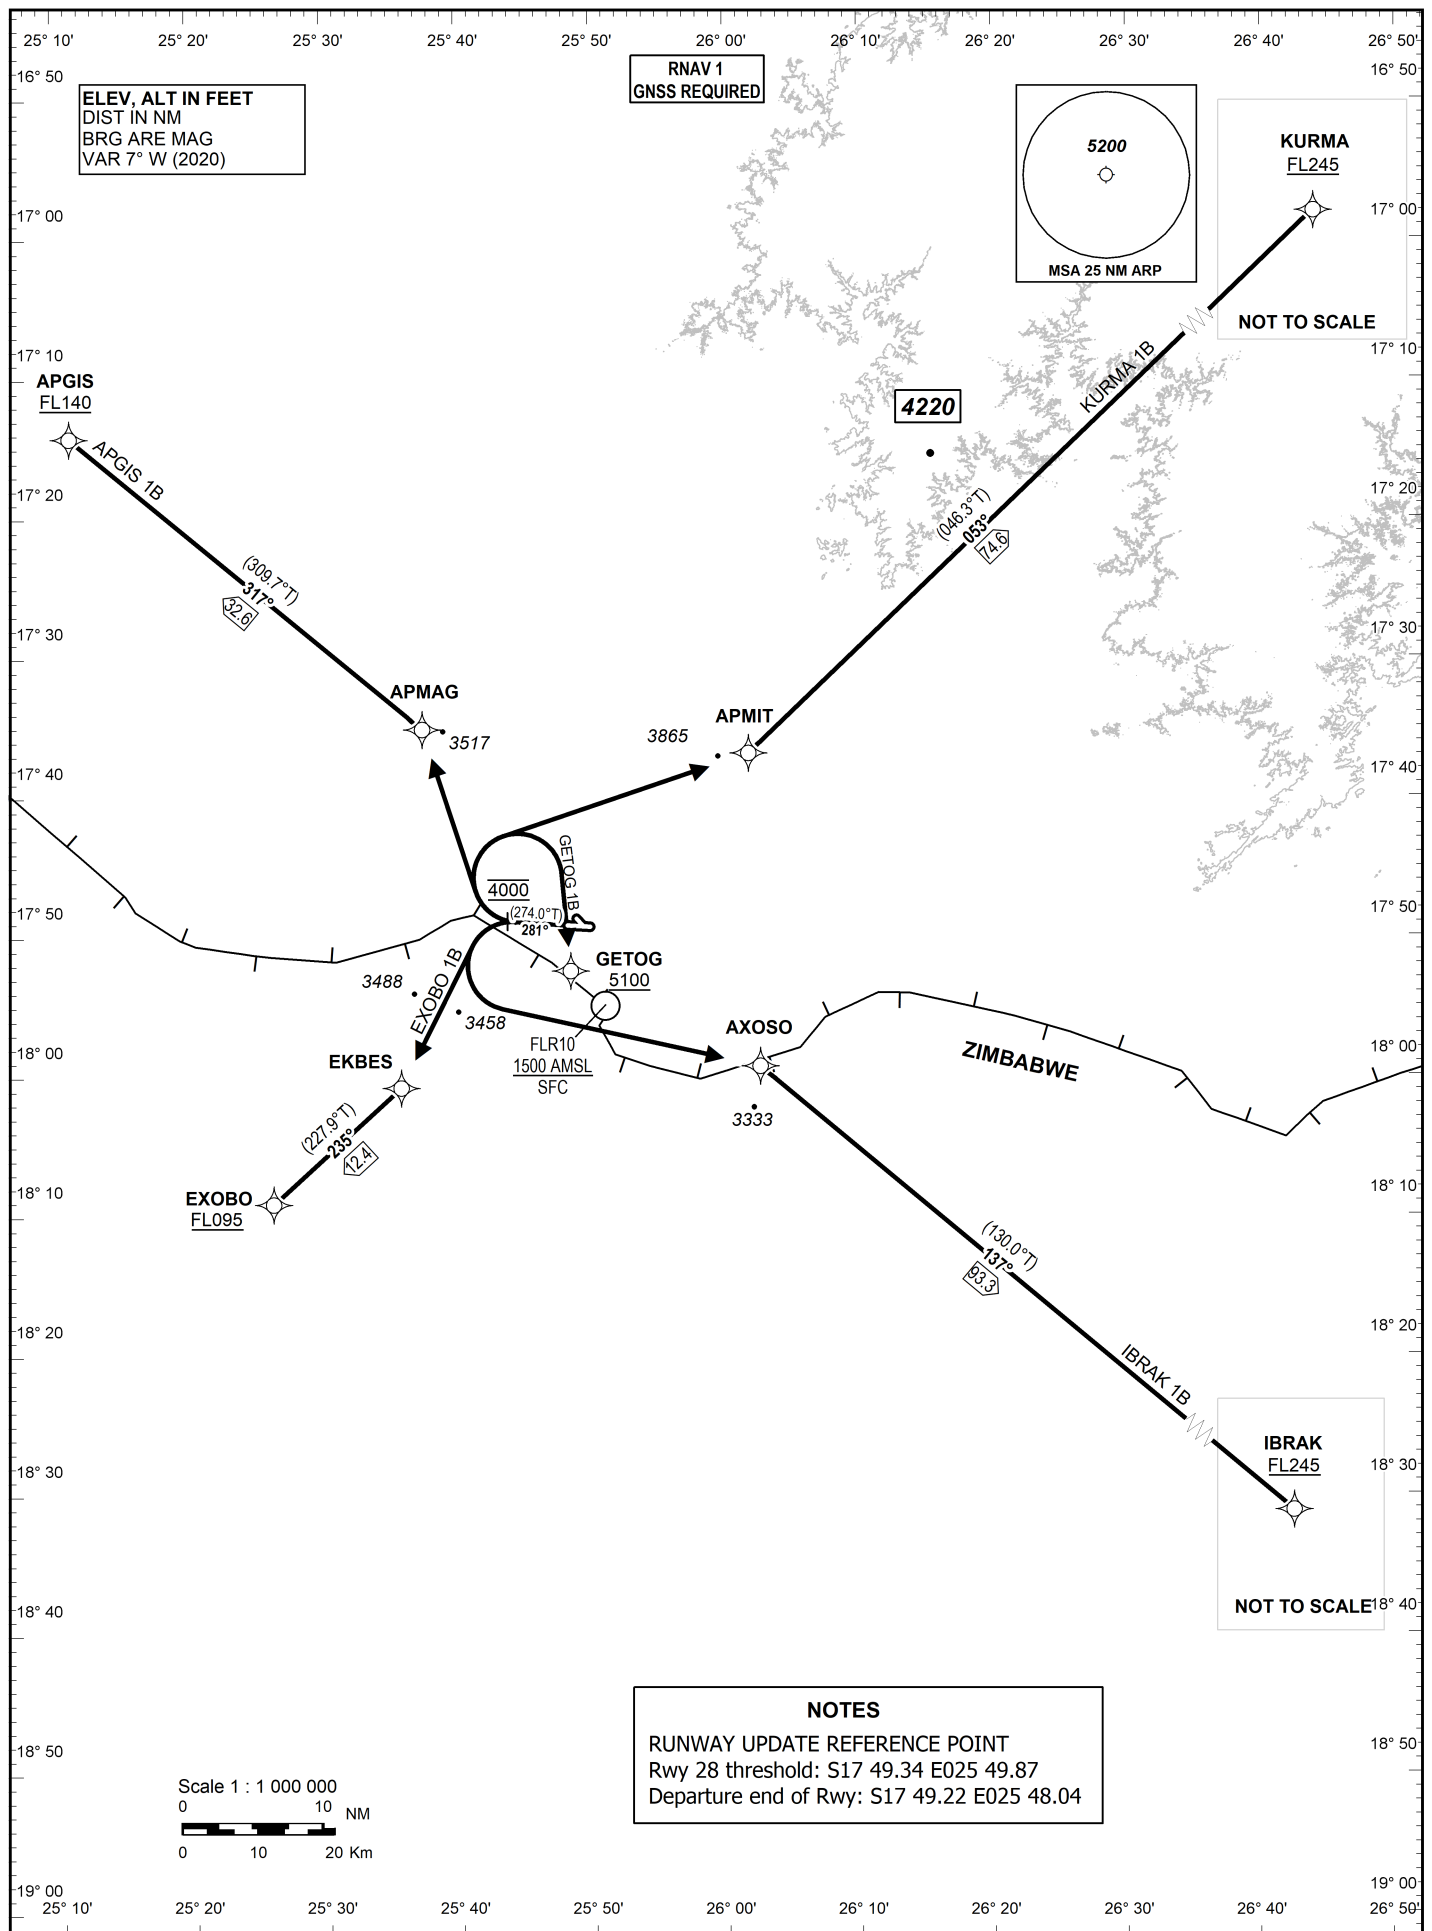 25° 10' 25° 20' 25° 30' 25° 40' 25° 50' 26° 00' 26° 10' 26° 20' 26° 30' 26° 40' 26° 50'
16° 50
16° 50
RNAV 1
GNSS REQUIRED
ELEV, ALT IN FEET
DIST IN NM
BRG ARE MAG
VAR 7° W (2020)
5200
MSA 25 NM ARP
KURMA
FL245
NOT TO SCALE
17° 00
17° 00
17° 10
17° 10
APGIS
FL140
APGIS 1B
KURMA 1B
4220
17° 20
17° 20
(046.3°T)
053°
74.6
(309.7°T)
317°
32.6
17° 30
17° 30
APMAG
3517
APMIT
3865
17° 40
17° 40
GETOG 1B
4000
(274.0°T)
281°
17° 50
17° 50
EXOBO 1B
GETOG
5100
3488
3458
FLR10
1500 AMSL
SFC
AXOSO
ZIMBABWE
18° 00
18° 00
EKBES
3333
(227.9°T)
235°
12.4
18° 10
18° 10
EXOBO
FL095
(130.0°T)
137°
93.3
18° 20
18° 20
IBRAK 1B
IBRAK
FL245
18° 30
18° 30
18° 40
NOT TO SCALE
18° 40
NOTES
RUNWAY UPDATE REFERENCE POINT
Rwy 28 threshold: S17 49.34 E025 49.87
Departure end of Rwy: S17 49.22 E025 48.04
18° 50
18° 50
Scale 1 : 1 000 000
0 10 NM
0 10 20 Km
19° 00
19° 00
25° 10' 25° 20' 25° 30' 25° 40' 25° 50' 26° 00' 26° 10' 26° 20' 26° 30' 26° 40' 26° 50'